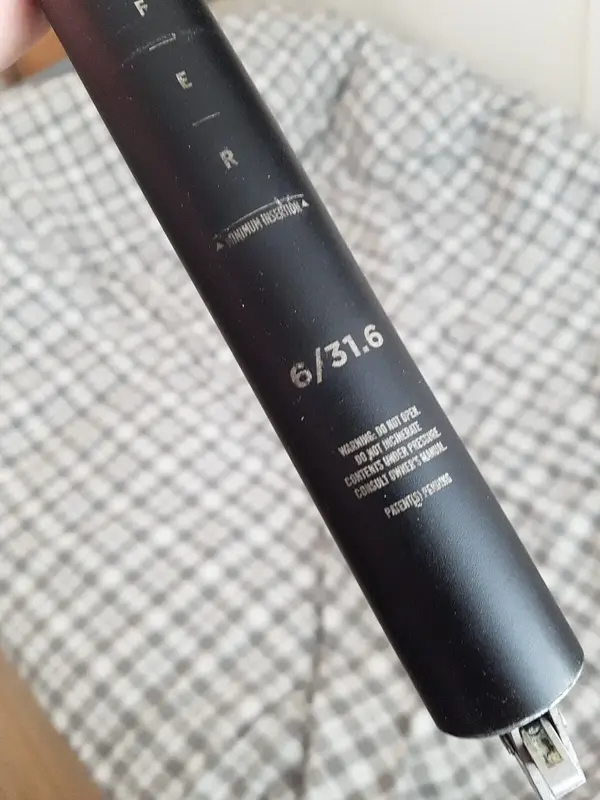 F
E
R
▲ MINIMUM INSERTION ▲
6/31.6
WARNING: DO NOT OPEN.
DO NOT INCINERATE
CONTENTS UNDER PRESSURE
CONSULT OWNER'S MANUAL.
PATENT(S) PENDING